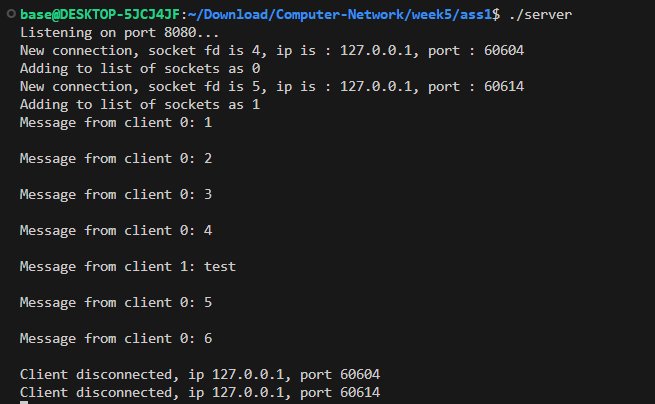 base@DESKTOP-5JCJ4JF:~/Download/Computer-Network/week5/ass1$ ./server
Listening on port 8080...
New connection, socket fd is 4, ip is : 127.0.0.1, port : 60604
Adding to list of sockets as 0
New connection, socket fd is 5, ip is : 127.0.0.1, port : 60614
Adding to list of sockets as 1
Message from client 0: 1
Message from client 0: 2
Message from client 0: 3
Message from client 0: 4
Message from client 1: test
Message from client 0: 5
Message from client 0: 6
Client disconnected, ip 127.0.0.1, port 60604
Client disconnected, ip 127.0.0.1, port 60614